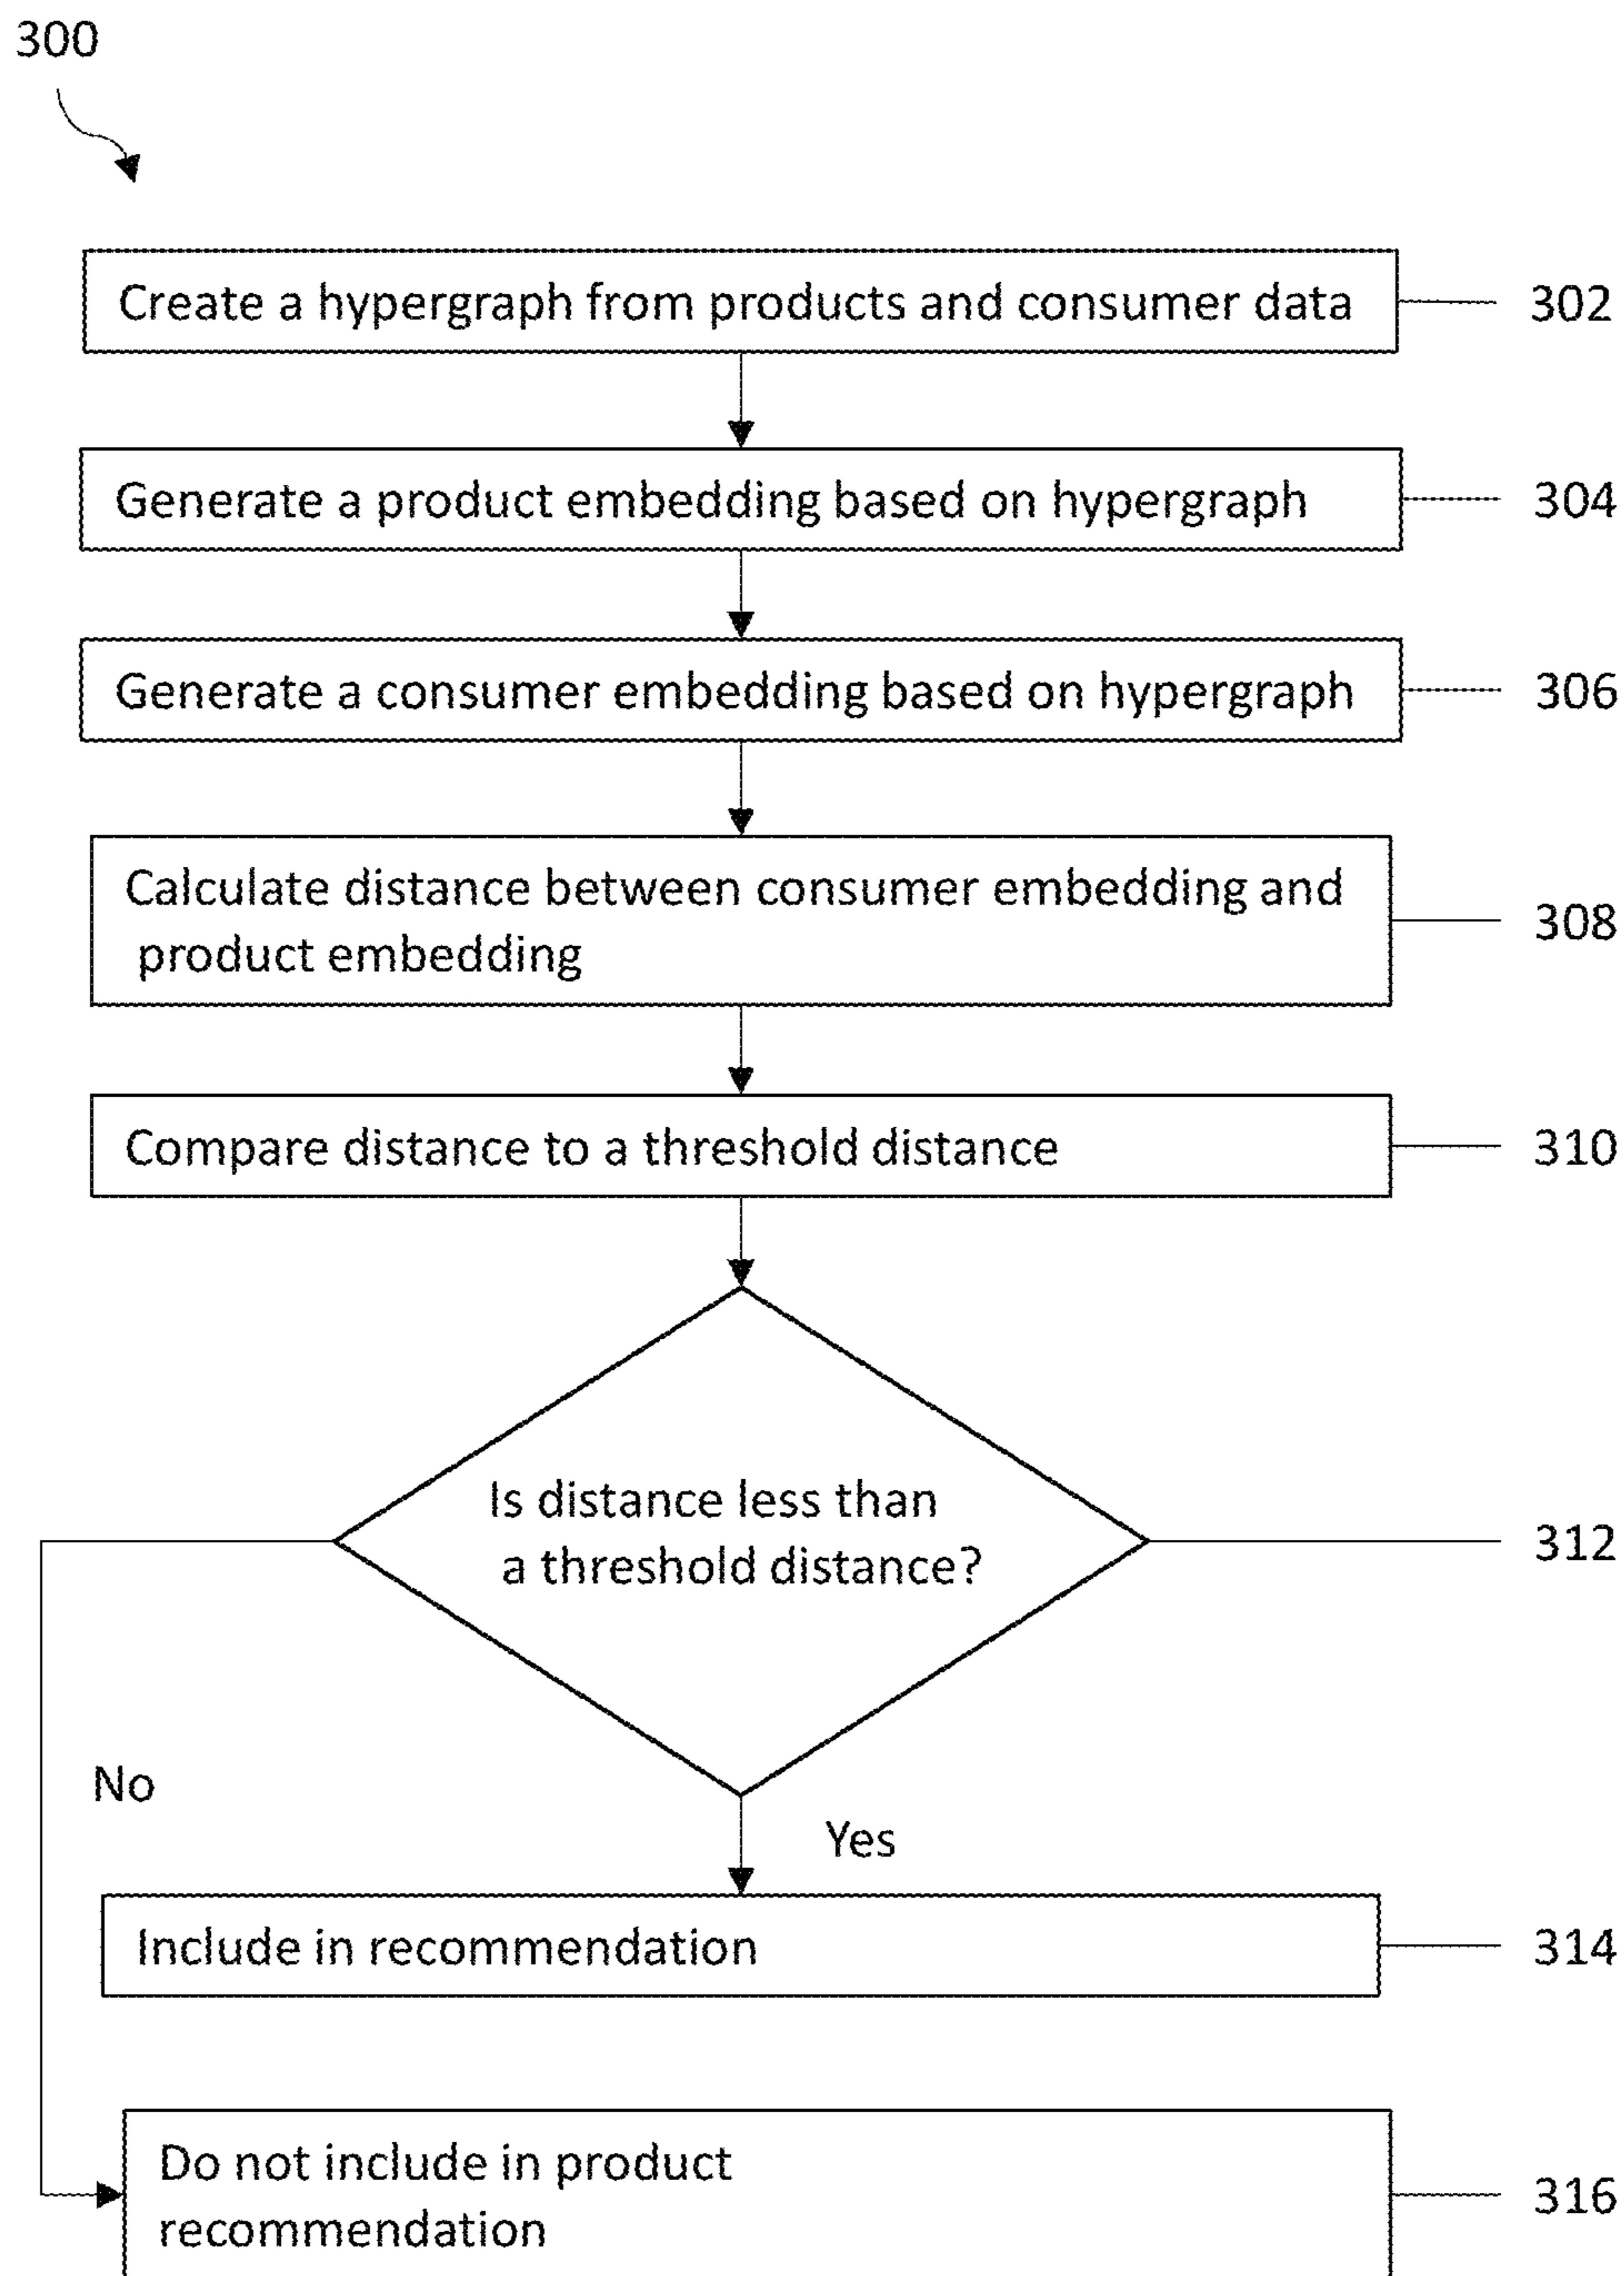 300
Create a hypergraph from products and consumer data
302
Generate a product embedding based on hypergraph
304
Generate a consumer embedding based on hypergraph
306
Calculate distance between consumer embedding and
product embedding
308
Compare distance to a threshold distance
310
Is distance less than
a threshold distance?
312
No
Yes
Include in recommendation
314
Do not include in product
recommendation
316